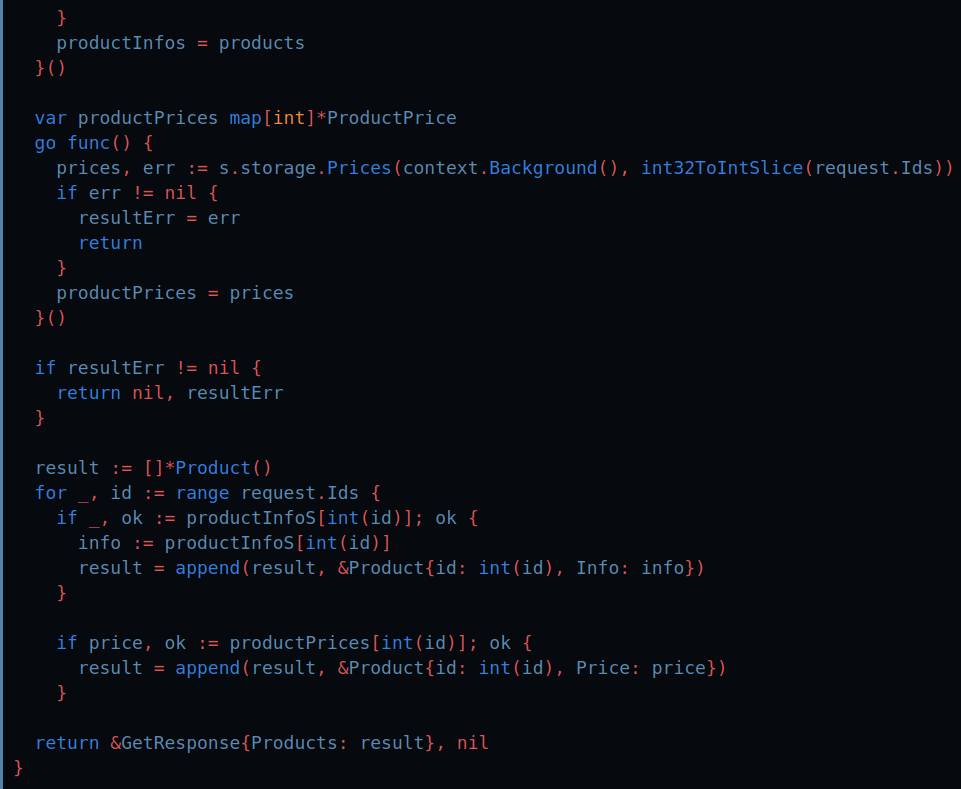 }
    productInfos = products
  }()

  var productPrices map[int]*ProductPrice
  go func() {
    prices, err := s.storage.Prices(context.Background(), int32ToIntSlice(request.Ids))
    if err != nil {
      resultErr = err
      return
    }
    productPrices = prices
  }()

  if resultErr != nil {
    return nil, resultErr
  }

  result := []*Product()
  for _, id := range request.Ids {
    if _, ok := productInfoS[int(id)]; ok {
      info := productInfoS[int(id)]
      result = append(result, &Product{id: int(id), Info: info})
    }

    if price, ok := productPrices[int(id)]; ok {
      result = append(result, &Product{id: int(id), Price: price})
    }

  return &GetResponse{Products: result}, nil
}